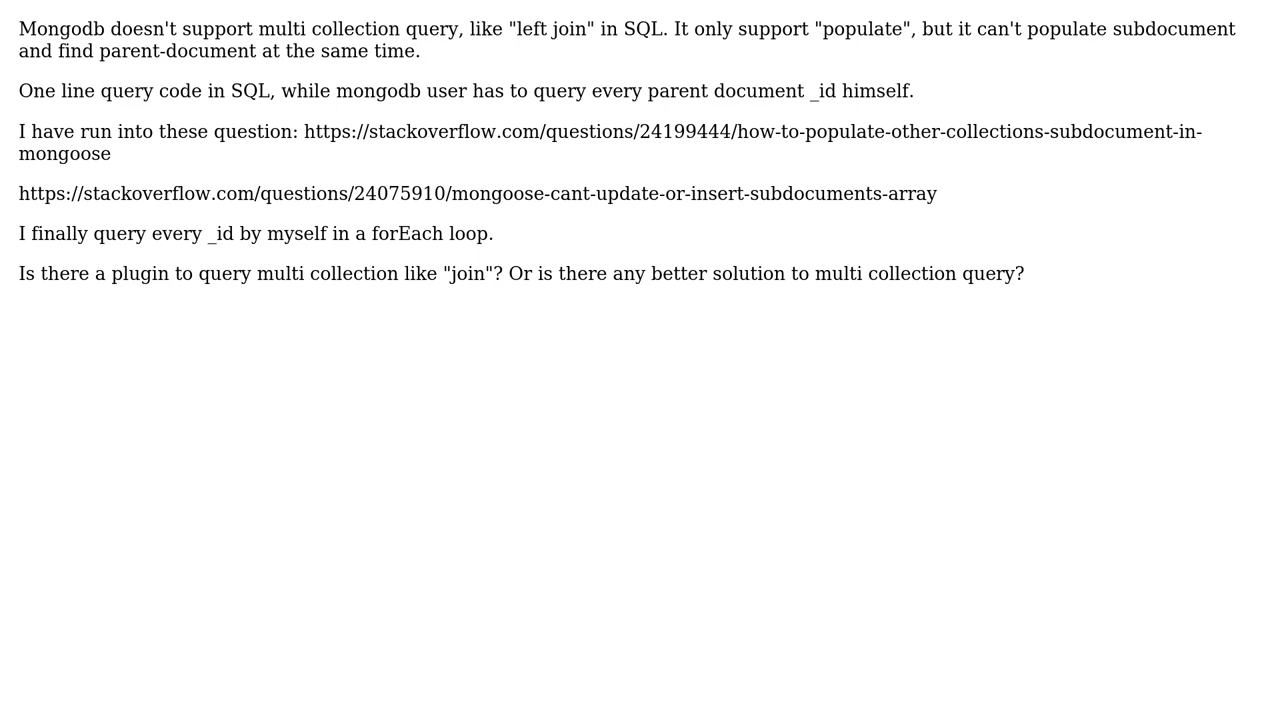 Mongodb doesn't support multi collection query, like "left join" in SQL. It only support "populate", but it can't populate subdocument
and find parent-document at the same time.
One line query code in SQL, while mongodb user has to query every parent document _id himself.
I have run into these question: https://stackoverflow.com/questions/24199444/how-to-populate-other-collections-subdocument-in-
mongoose
https://stackoverflow.com/questions/24075910/mongoose-cant-update-or-insert-subdocuments-array
I finally query every _id by myself in a forEach loop.
Is there a plugin to query multi collection like "join"? Or is there any better solution to multi collection query?